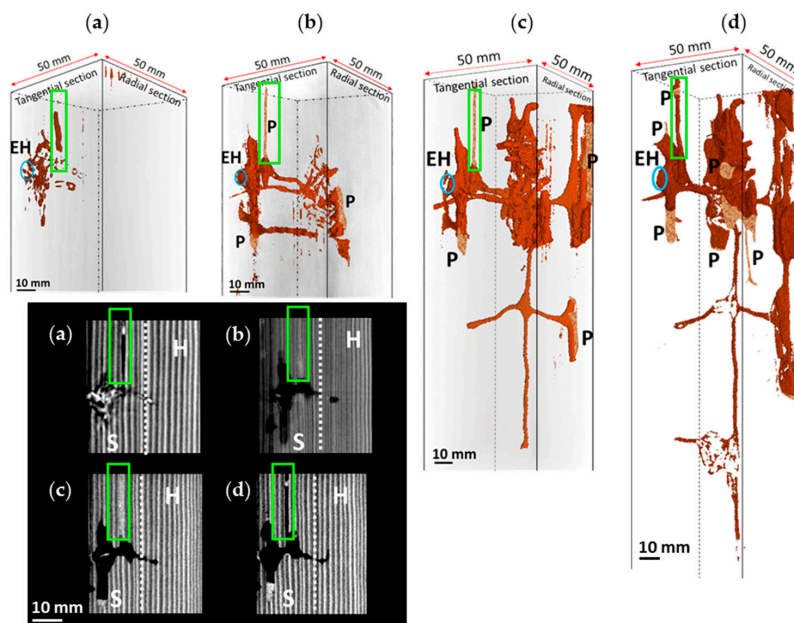 (a)
50 mm
50 mm
Tangential section
Radial section
EH
10 mm
(b)
50 mm
50 mm
Tangential section
Radial section
P
EH
P
P
10 mm
(c)
50 mm
50 mm
Tangential section
Radial section
P
EH
P
P
P
10 mm
(d)
50 mm
50 mm
Tangential section
Radial section
P
P
EH
P
P
P
P
10 mm
(a)
S
(b)
H
S
(c)
S
H
(d)
H
S
10 mm